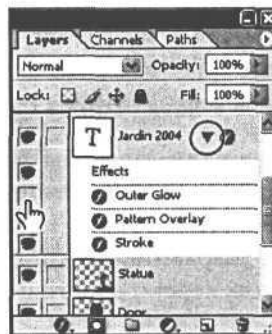 Layers Channels Paths
Normal Opacity: 100%
Lock: Fill: 100%
T Jardin 2004
Effects
Outer Glow
Pattern Overlay
Stroke
Statue
Door